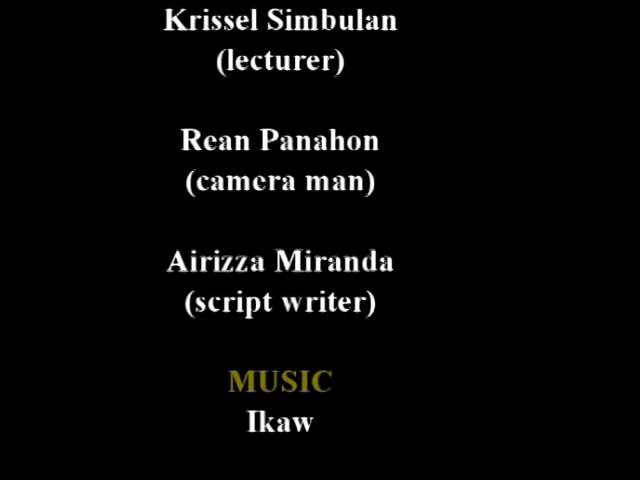 Krissel Simbulan
(lecturer)
Rean Panahon
(camera man)
Airizza Miranda
(script writer)
MUSIC
Ikaw